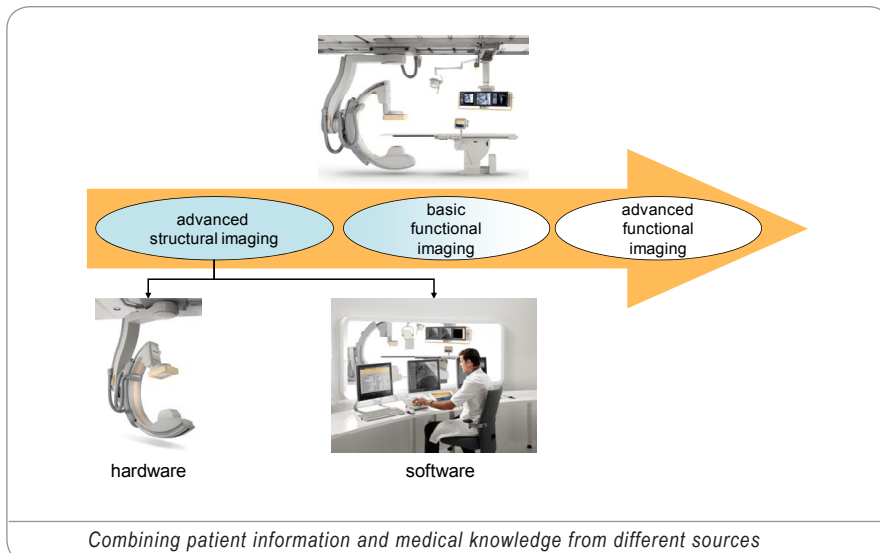 advanced
structural imaging
basic
functional
imaging
advanced
functional
imaging
hardware
software
Combining patient information and medical knowledge from different sources